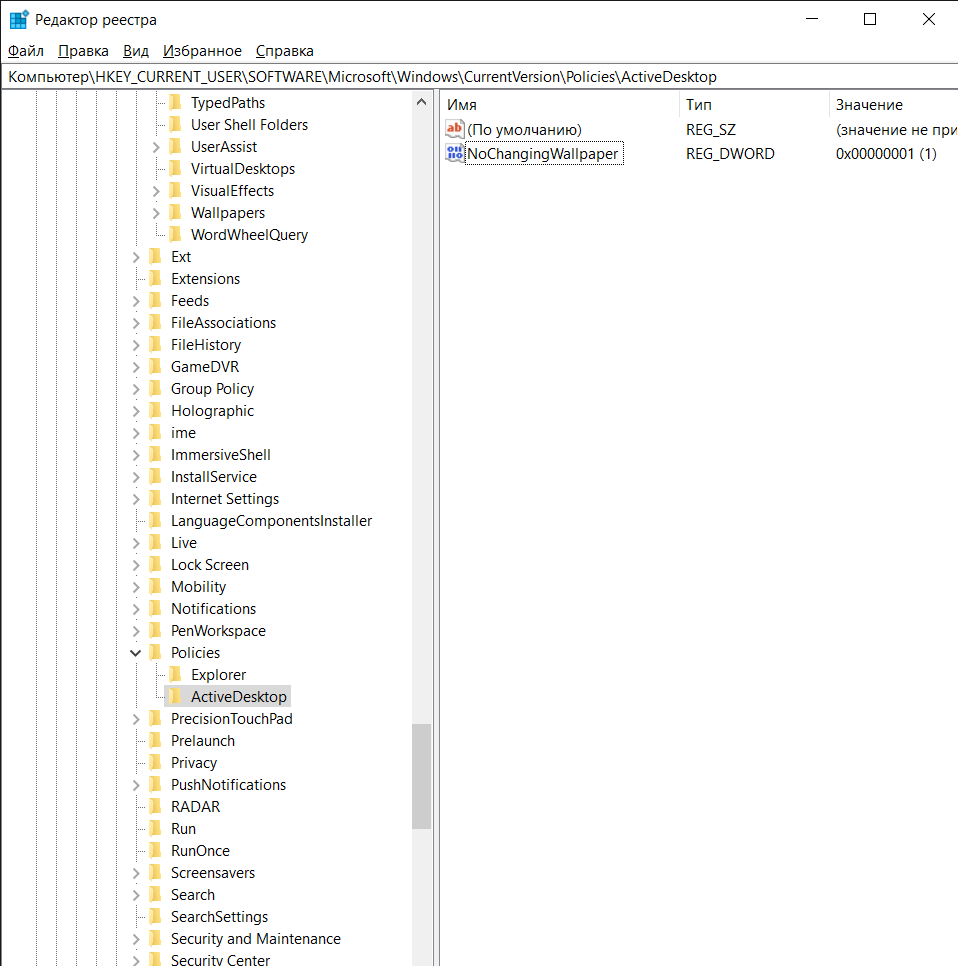 Редактор реестра
Файл Правка Вид Избранное Справка
Компьютер\HKEY_CURRENT_USER\SOFTWARE\Microsoft\Windows\CurrentVersion\Policies\ActiveDesktop
TypedPaths
User Shell Folders
UserAssist
VirtualDesktops
VisualEffects
Wallpapers
WordWheelQuery
Ext
Extensions
Feeds
FileAssociations
FileHistory
GameDVR
Group Policy
Holographic
ime
ImmersiveShell
InstallService
Internet Settings
LanguageComponentsInstaller
Live
Lock Screen
Mobility
Notifications
PenWorkspace
Policies
Explorer
ActiveDesktop
PrecisionTouchPad
Prelaunch
Privacy
PushNotifications
RADAR
Run
RunOnce
Screensavers
Search
SearchSettings
Security and Maintenance
Security Center
Имя Тип Значение
ab (По умолчанию) REG_SZ (значение не при
NoChangingWallpaper REG_DWORD 0x00000001 (1)